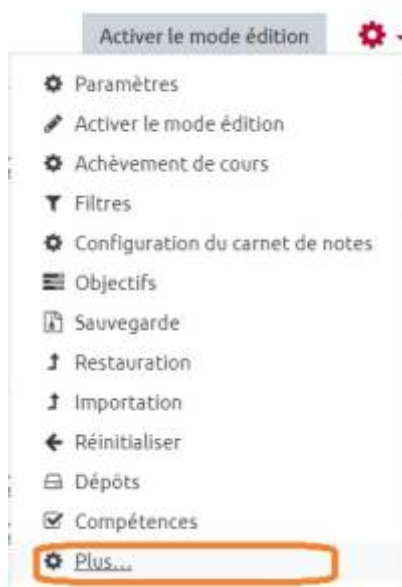 Activer le mode édition
Paramètres
Activer le mode édition
Achèvement de cours
Filtres
Configuration du carnet de notes
Objectifs
Sauvegarde
Restauration
Importation
Réinitialiser
Dépôts
Compétences
Plus...